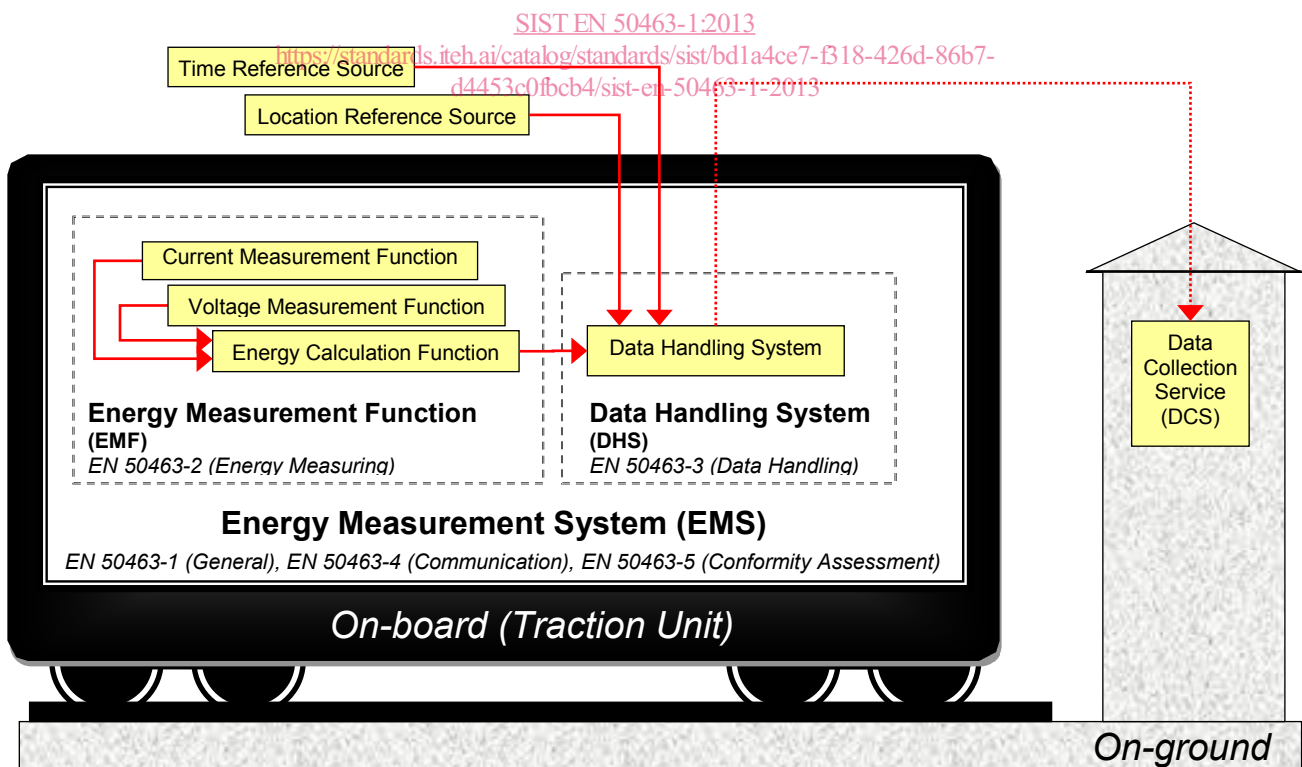 SIST EN 50463-1:2013
https://standards.iteh.ai/catalog/standards/sist/bd1a4ce7-f318-426d-86b7-
d4453c0fbcb4/sist-en-50463-1-2013
Time Reference Source
Location Reference Source
Current Measurement Function
Voltage Measurement Function
Energy Calculation Function
Data Handling System
Data
Collection
Service
(DCS)
Energy Measurement Function
(EMF)
EN 50463-2 (Energy Measuring)
Data Handling System
(DHS)
EN 50463-3 (Data Handling)
Energy Measurement System (EMS)
EN 50463-1 (General), EN 50463-4 (Communication), EN 50463-5 (Conformity Assessment)
On-board (Traction Unit)
On-ground